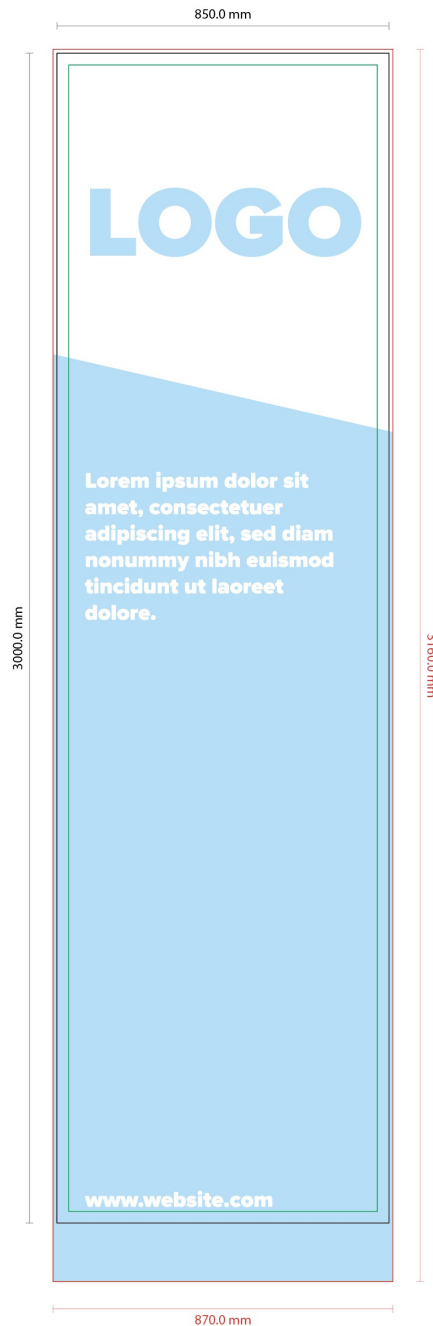 850.0 mm
LOGO
Lorem ipsum dolor sit
amet, consectetuer
adipiscing elit, sed diam
nonummy nibh euismod
tincidunt ut laoreet
dolore.
3000.0 mm
www.website.com
870.0 mm